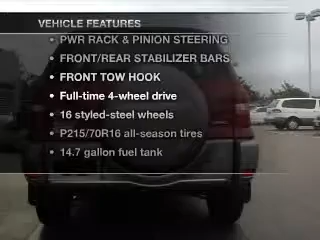 VEHICLE FEATURES
• PWR RACK & PINION STEERING
• FRONT/REAR STABILIZER BARS
• FRONT TOW HOOK
• Full-time 4-wheel drive
• 16 styled-steel wheels
• P215/70R16 all-season tires
• 14.7 gallon fuel tank